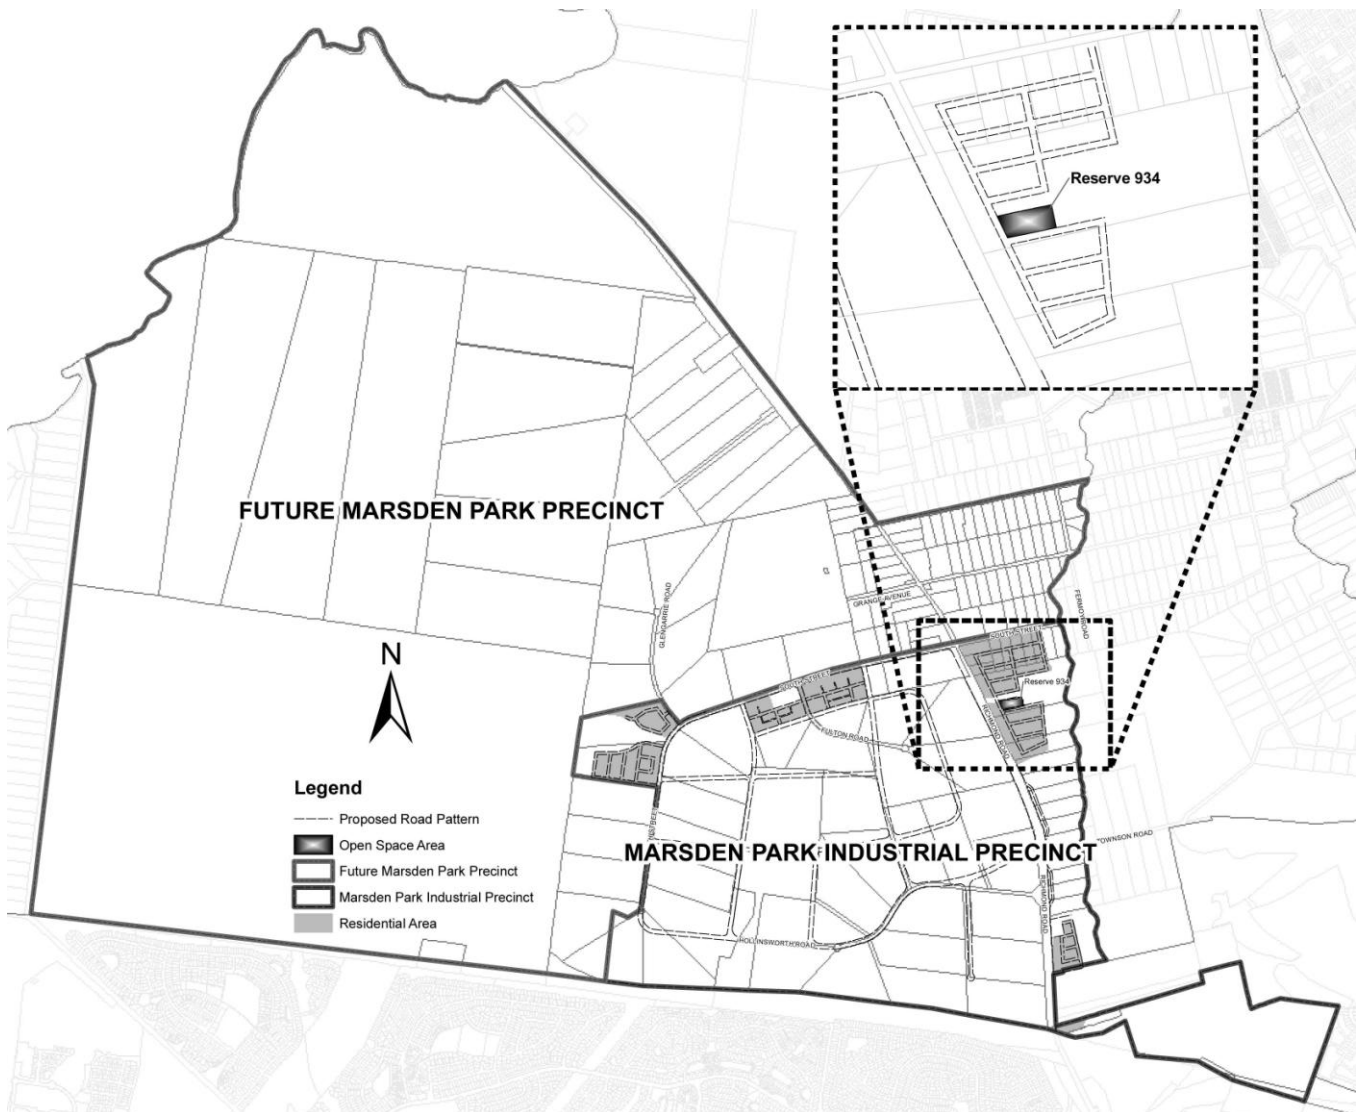 Reserve 934
FUTURE MARSDEN PARK PRECINCT
GRANGE AVENUE
GLENGARRIE ROAD
FERMOY ROAD
SOUTH STREET
SOUTH STREET
Reserve 934
RICHMOND ROAD
FULTON ROAD
N
Legend
Proposed Road Pattern
Open Space Area
Future Marsden Park Precinct
Marsden Park Industrial Precinct
Residential Area
MARSDEN PARK INDUSTRIAL PRECINCT
TOWNSON ROAD
RICHMOND ROAD
HOLLINSWORTH ROAD